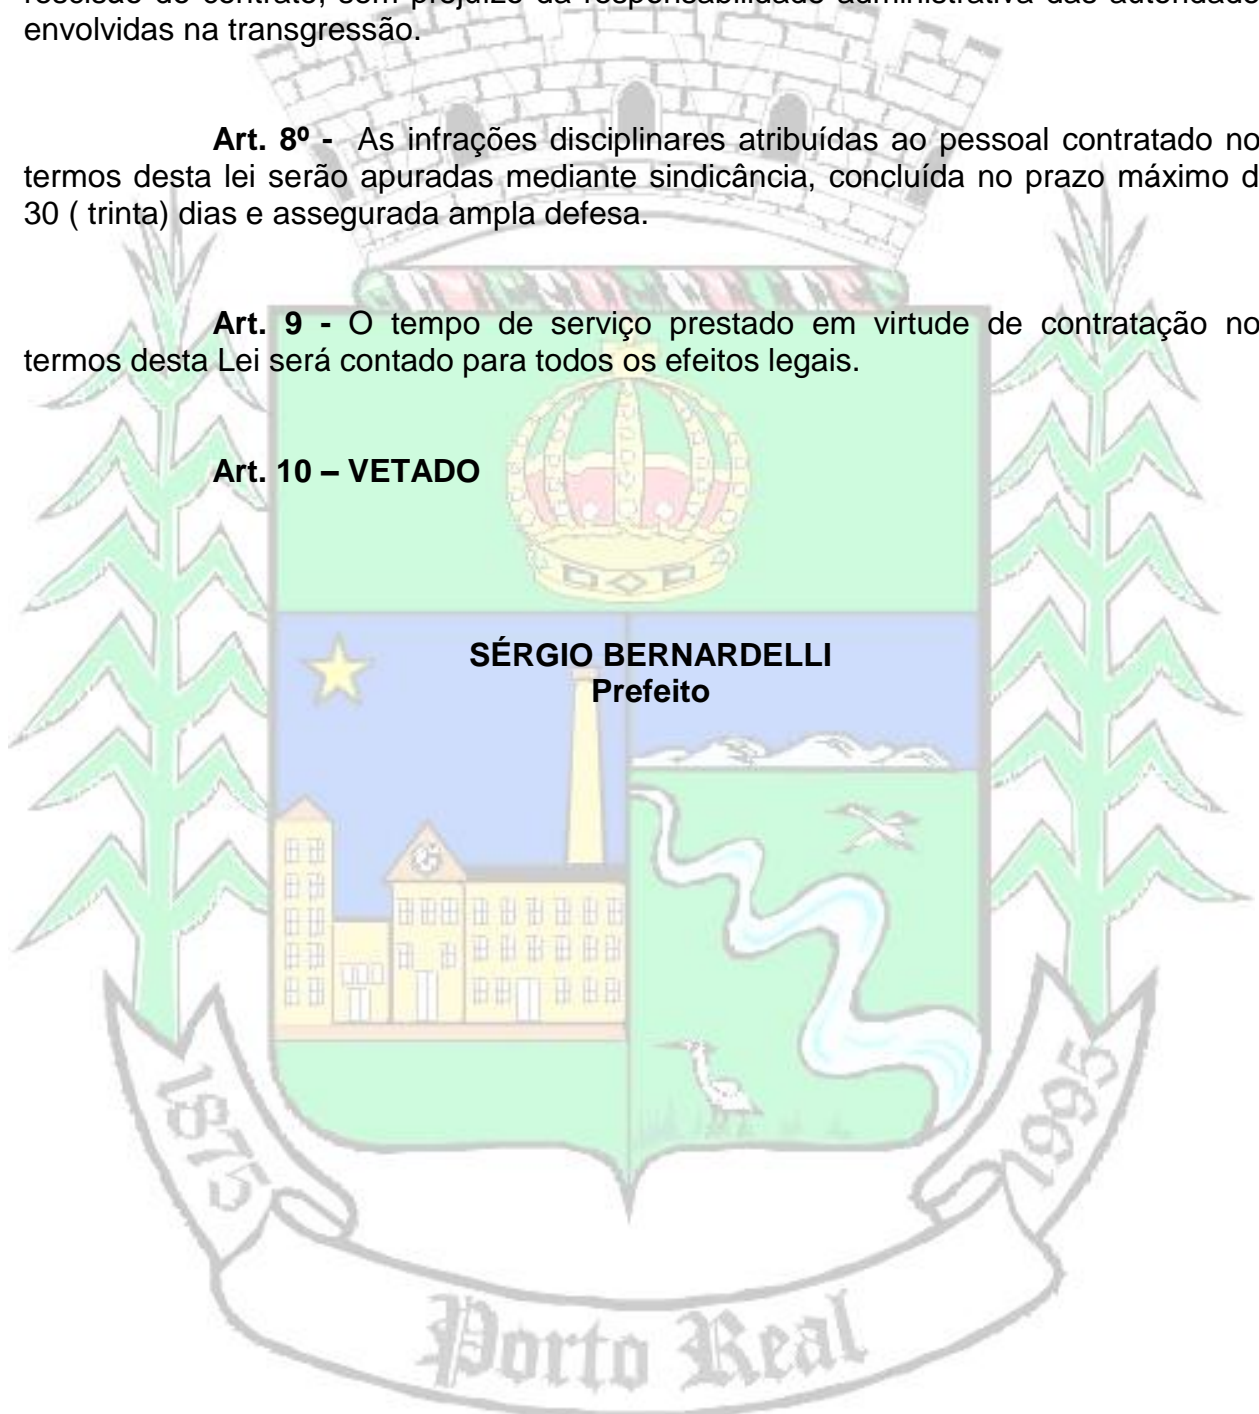 envolvidas na transgressão.
Art. 8º - As infrações disciplinares atribuídas ao pessoal contratado no
termos desta lei serão apuradas mediante sindicância, concluída no prazo máximo d
30 ( trinta) dias e assegurada ampla defesa.
Art. 9 - O tempo de serviço prestado em virtude de contratação no
termos desta Lei será contado para todos os efeitos legais.
Art. 10 – VETADO
SÉRGIO BERNARDELLI
Prefeito
1875
1995
Porto Real